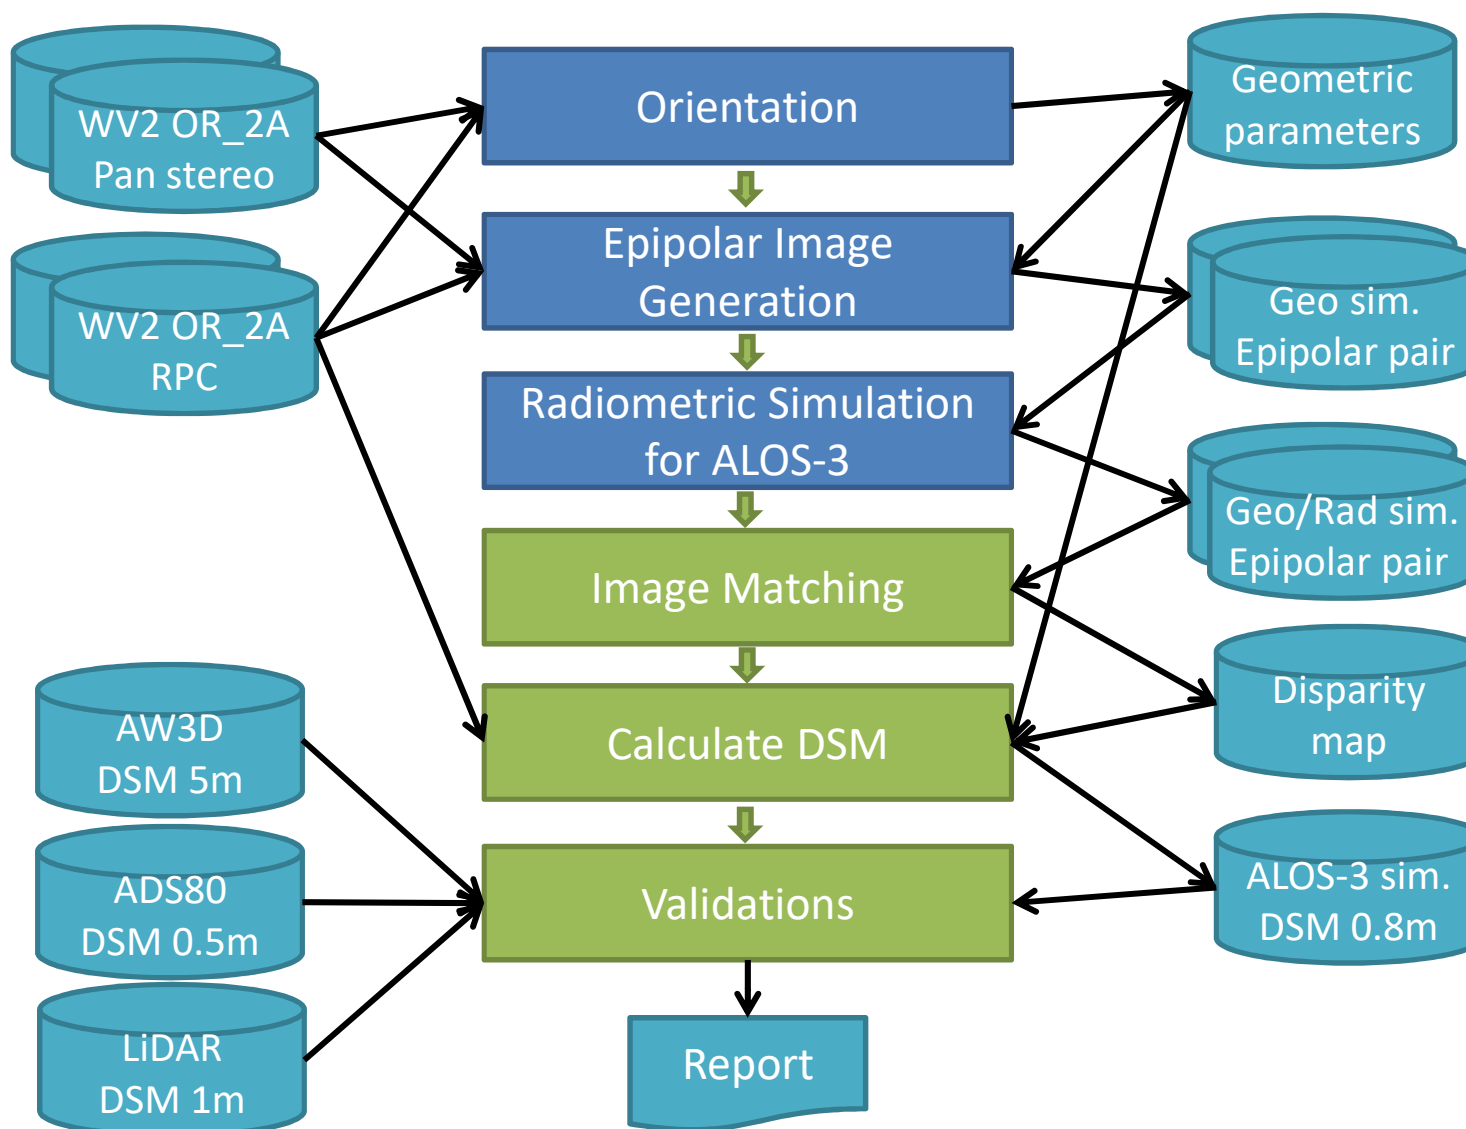 WV2 OR_2A
Pan stereo
WV2 OR_2A
RPC
AW3D
DSM 5m
ADS80
DSM 0.5m
LiDAR
DSM 1m
Orientation
Epipolar Image
Generation
Radiometric Simulation
for ALOS-3
Image Matching
Calculate DSM
Validations
Report
Geometric
parameters
Geo sim.
Epipolar pair
Geo/Rad sim.
Epipolar pair
Disparity
map
ALOS-3 sim.
DSM 0.8m